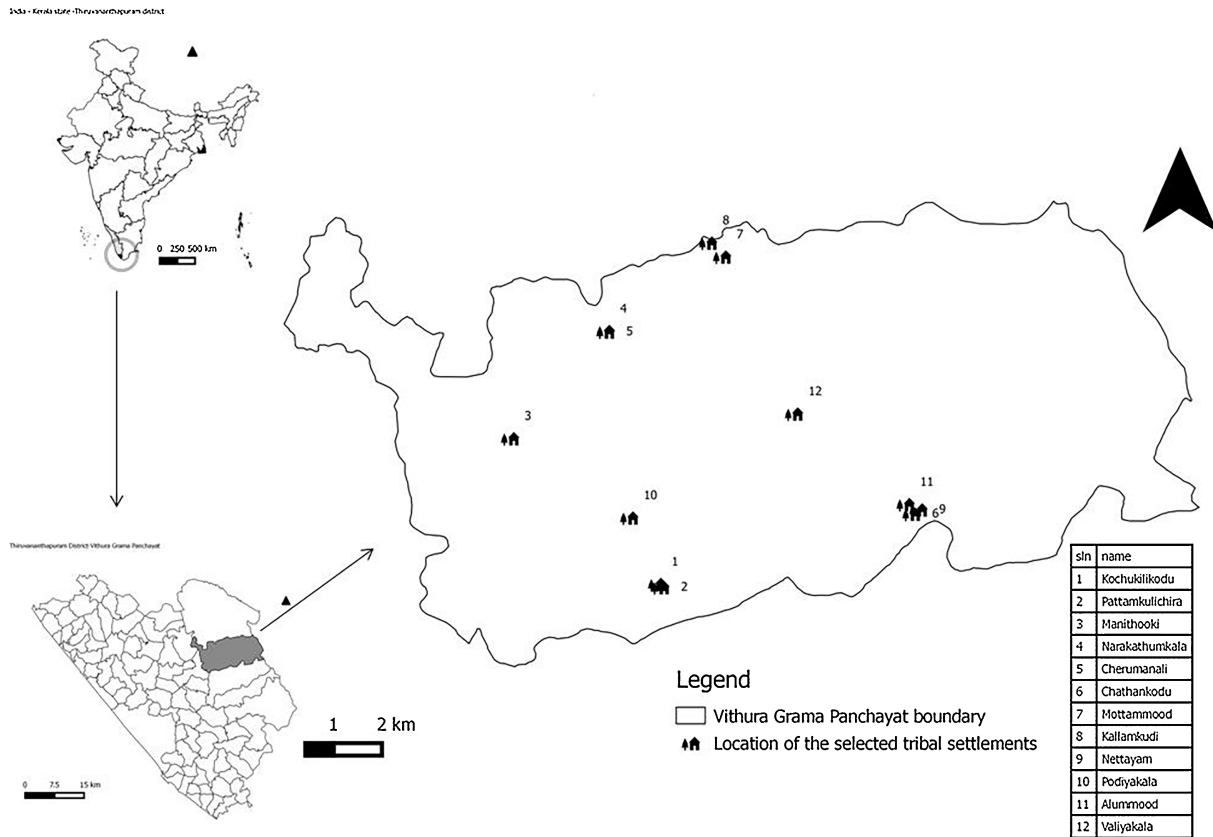 India - Kerala state -Thiruvananthapuram district
0 250 500 km
8
7
4
5
12
3
11
10
9
6
1
2
Thiruvananthapuram District-Vithura Grama Panchayat
1 2 km
0 7.5 15 km
Legend
Vithura Grama Panchayat boundary
Location of the selected tribal settlements
sln name
1 Kochukilikodu
2 Pattamkulichira
3 Manithooki
4 Narakathumkala
5 Cherumanali
6 Chathankodu
7 Mottammood
8 Kallamkudi
9 Nettayam
10 Podiyakala
11 Alummood
12 Valiyakala